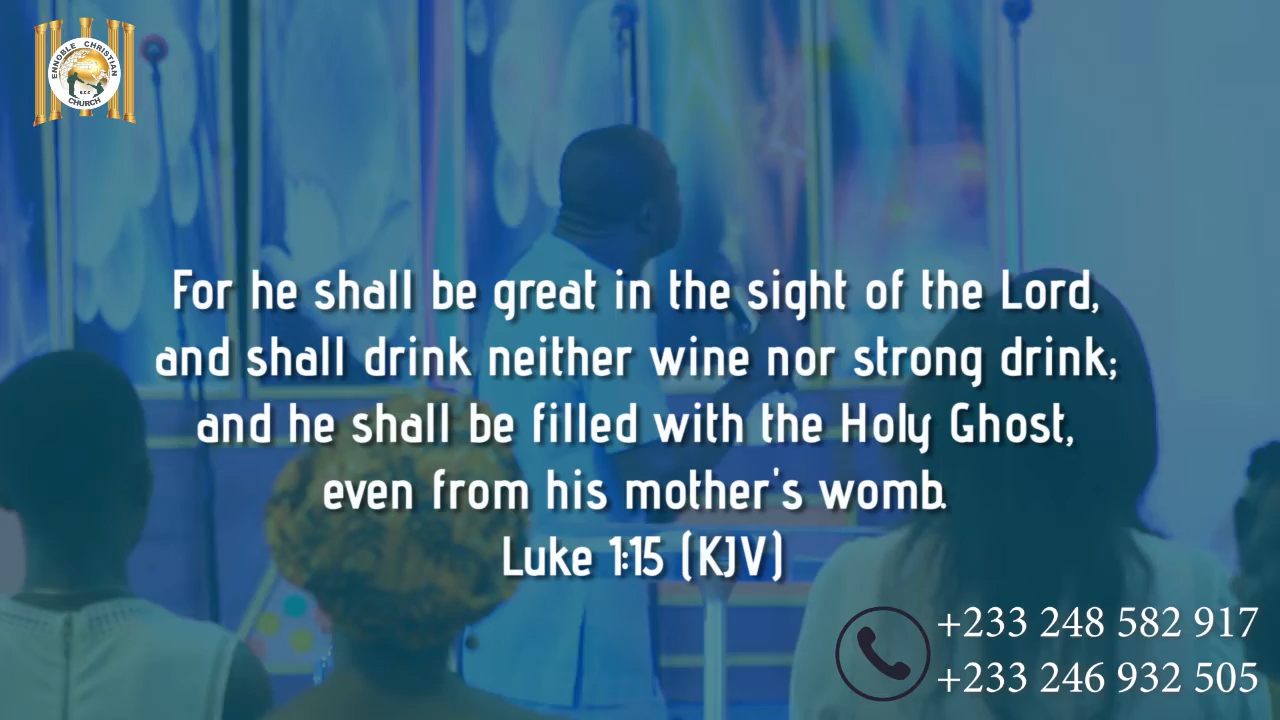 ENNOBLE CHRISTIAN
E.C.C
CHURCH
For he shall be great in the sight of the Lord,
and shall drink neither wine nor strong drink;
and he shall be filled with the Holy Ghost,
even from his mother's womb.
Luke 1:15 (KJV)
+233 248 582 917
+233 246 932 505